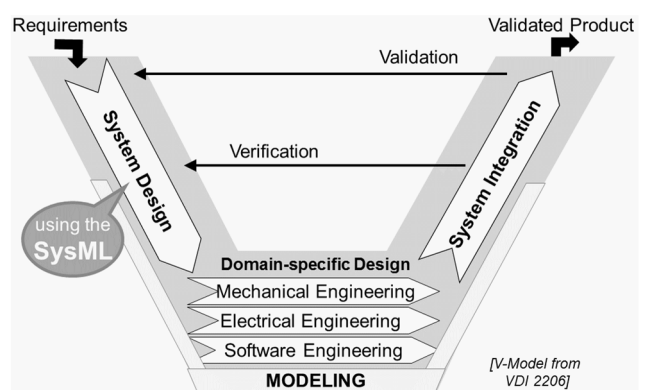 Requirements
Validated Product
Validation
System Design
Verification
System Integration
using the
SysML
Domain-specific Design
Mechanical Engineering
Electrical Engineering
Software Engineering
[V-Model from
VDI 2206]
MODELING